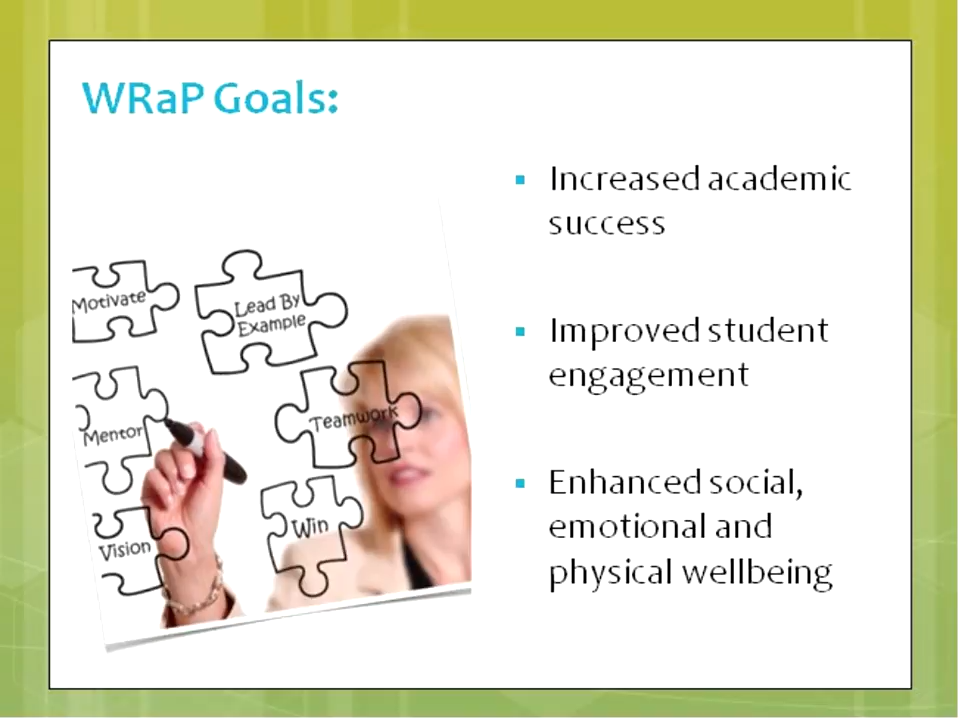 WRaP Goals:
Increased academic
success
Improved student
engagement
Enhanced social,
emotional and
physical wellbeing
Motivate
Lead By
Example
Mentor
Teamwork
Vision
Win